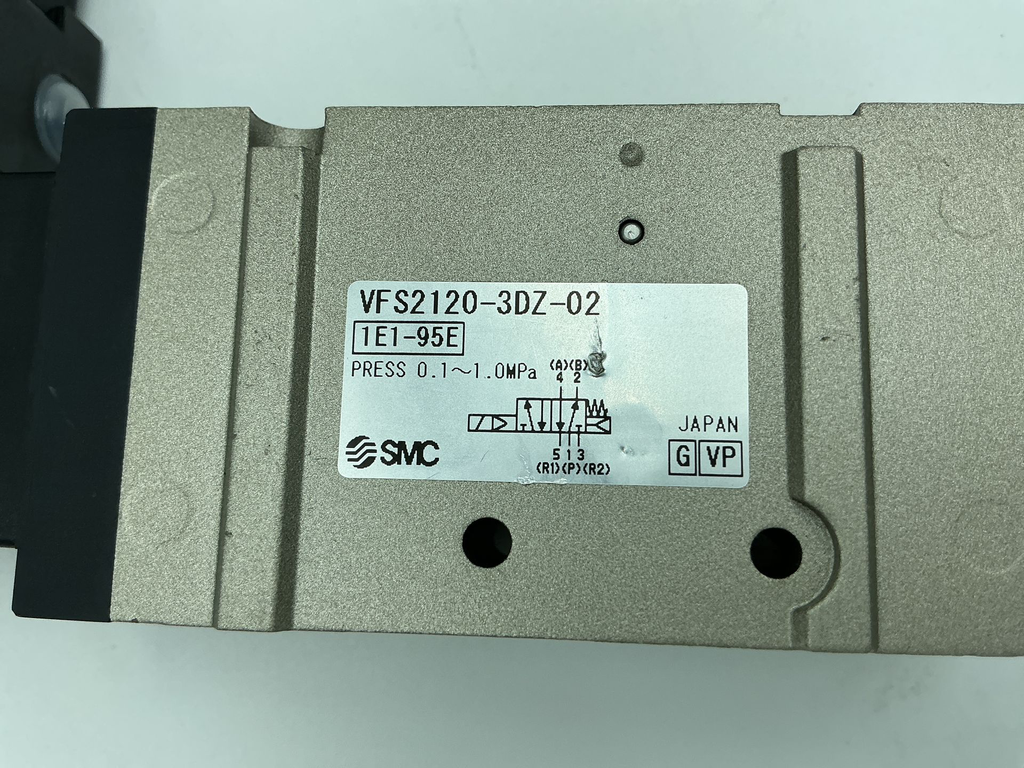 VFS2120-3DZ-02
1E1-95E
PRESS 0.1～1.0MPa
(A)(B)
4 2
5 1 3
(R1)(P)(R2)
SMC
JAPAN
G VP